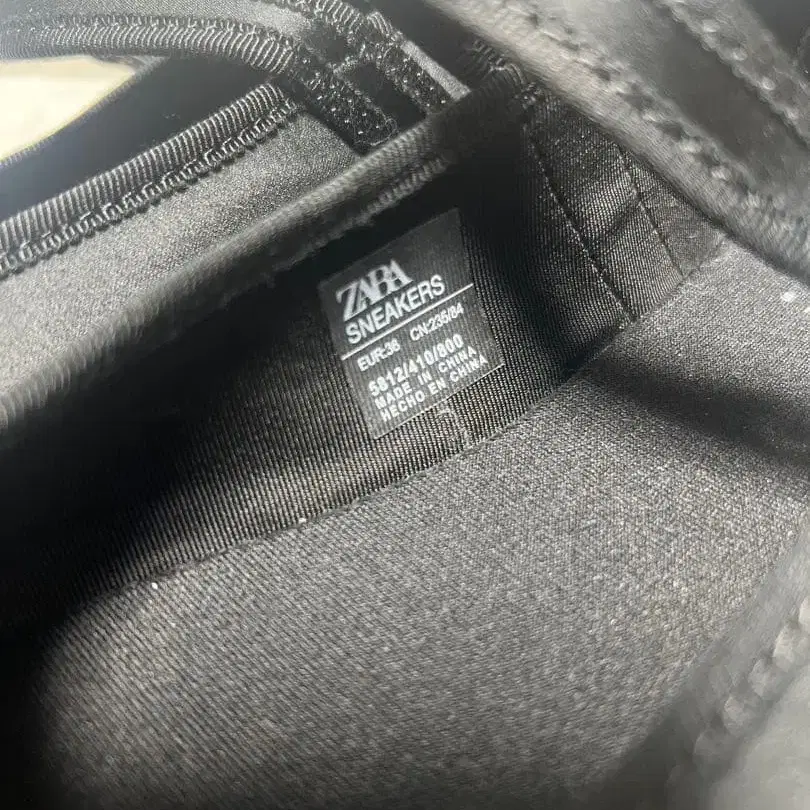 ZARA
SNEAKERS
EUR:36 CN:235/84
5812/410/800
MADE IN CHINA
HECHO EN CHINA